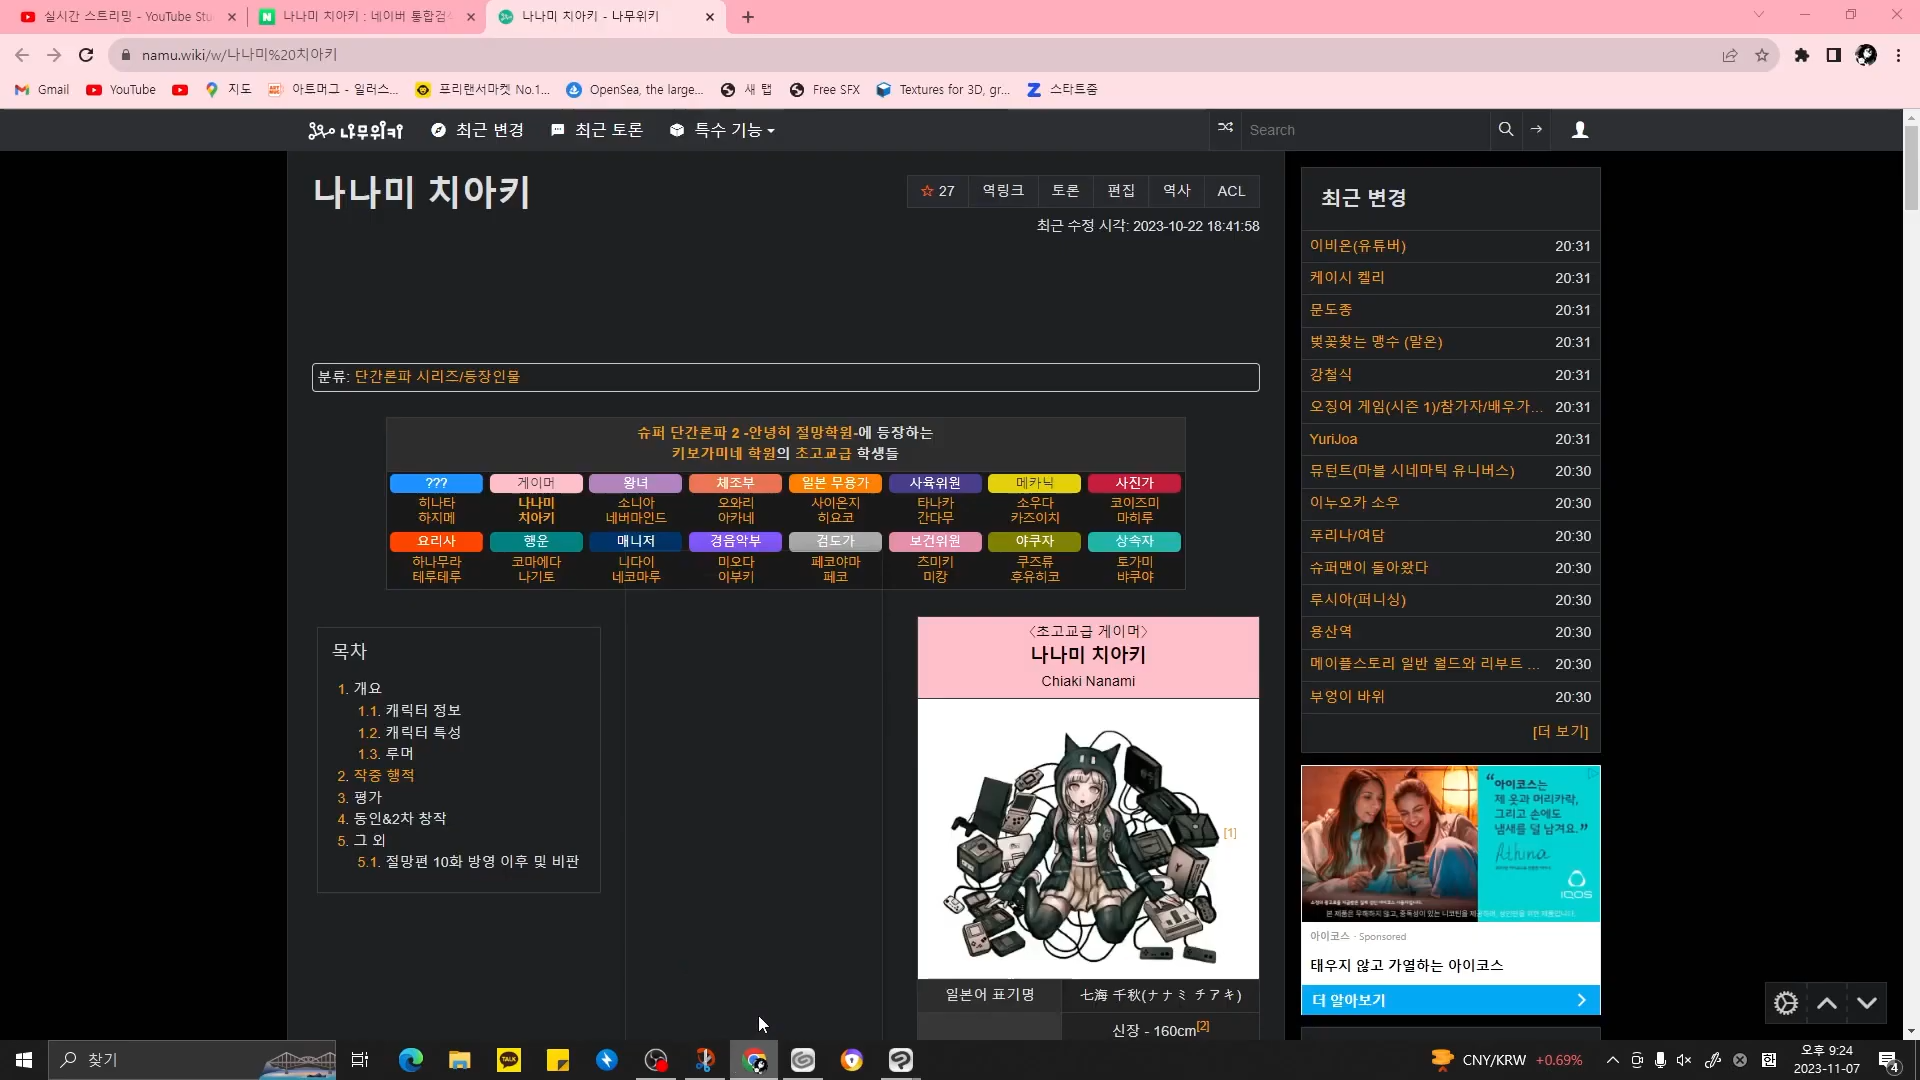 실시간 스트리밍 - YouTube Stu
나나미 치아키 : 네이버 통합검색
나나미 치아키 - 나무위키
namu.wiki/w/나나미%20치아키
Gmail
YouTube
지도
아트머그 - 일러스...
프리랜서마켓 No.1...
OpenSea, the large...
새 탭
Free SFX
Textures for 3D, gr...
스타트줌
나무위키
최근 변경
최근 토론
특수 기능
Search
나나미 치아키
27
역링크
토론
편집
역사
ACL
최근 수정 시각: 2023-10-22 18:41:58
분류: 단간론파 시리즈/등장인물
슈퍼 단간론파 2 -안녕히 절망학원-에 등장하는
키보가미네 학원의 초고교급 학생들
??? 게이머 왕녀 체조부 일본 무용가 사육위원 메카닉 사진가
히나타 나나미 소니아 오와리 사이온지 타나카 소우다 코이즈미
하지메 치아키 네버마인드 아카네 히요코 간다무 카즈이치 마히루
요리사 행운 매니저 경음악부 검도가 보건위원 야쿠자 상속자
하나무라 코마에다 니다이 미오다 페코야마 츠미키 쿠즈류 토가미
테루테루 나기토 네코마루 이부키 페코 미캉 후유히코 뱌쿠야
목차
1. 개요
1.1. 캐릭터 정보
1.2. 캐릭터 특성
1.3. 루머
2. 작중 행적
3. 평가
4. 동인&2차 창작
5. 그 외
5.1. 절망편 10화 방영 이후 및 비판
〈초고교급 게이머〉
나나미 치아키
Chiaki Nanami
[1]
일본어 표기명
七海 千秋(ナナミ チアキ)
신장 - 160cm[2]
최근 변경
이비온(유튜버) 20:31
케이시 켈리 20:31
문도종 20:31
벚꽃찾는 맹수 (말온) 20:31
강철식 20:31
오징어 게임(시즌 1)/참가자/배우가... 20:31
YuriJoa 20:31
뮤턴트(마블 시네마틱 유니버스) 20:30
이누오카 소우 20:30
푸리나/여담 20:30
슈퍼맨이 돌아왔다 20:30
루시아(퍼니싱) 20:30
용산역 20:30
메이플스토리 일반 월드와 리부트 ... 20:30
부엉이 바위 20:30
[더 보기]
“아이코스는
제 옷과 머리카락,
그리고 손에도
냄새를 덜 남겨요.”
Athina
IQOS
아이코스 · Sponsored
태우지 않고 가열하는 아이코스
더 알아보기
찾기
TALK
CNY/KRW +0.69%
한
오후 9:24
2023-11-07
4